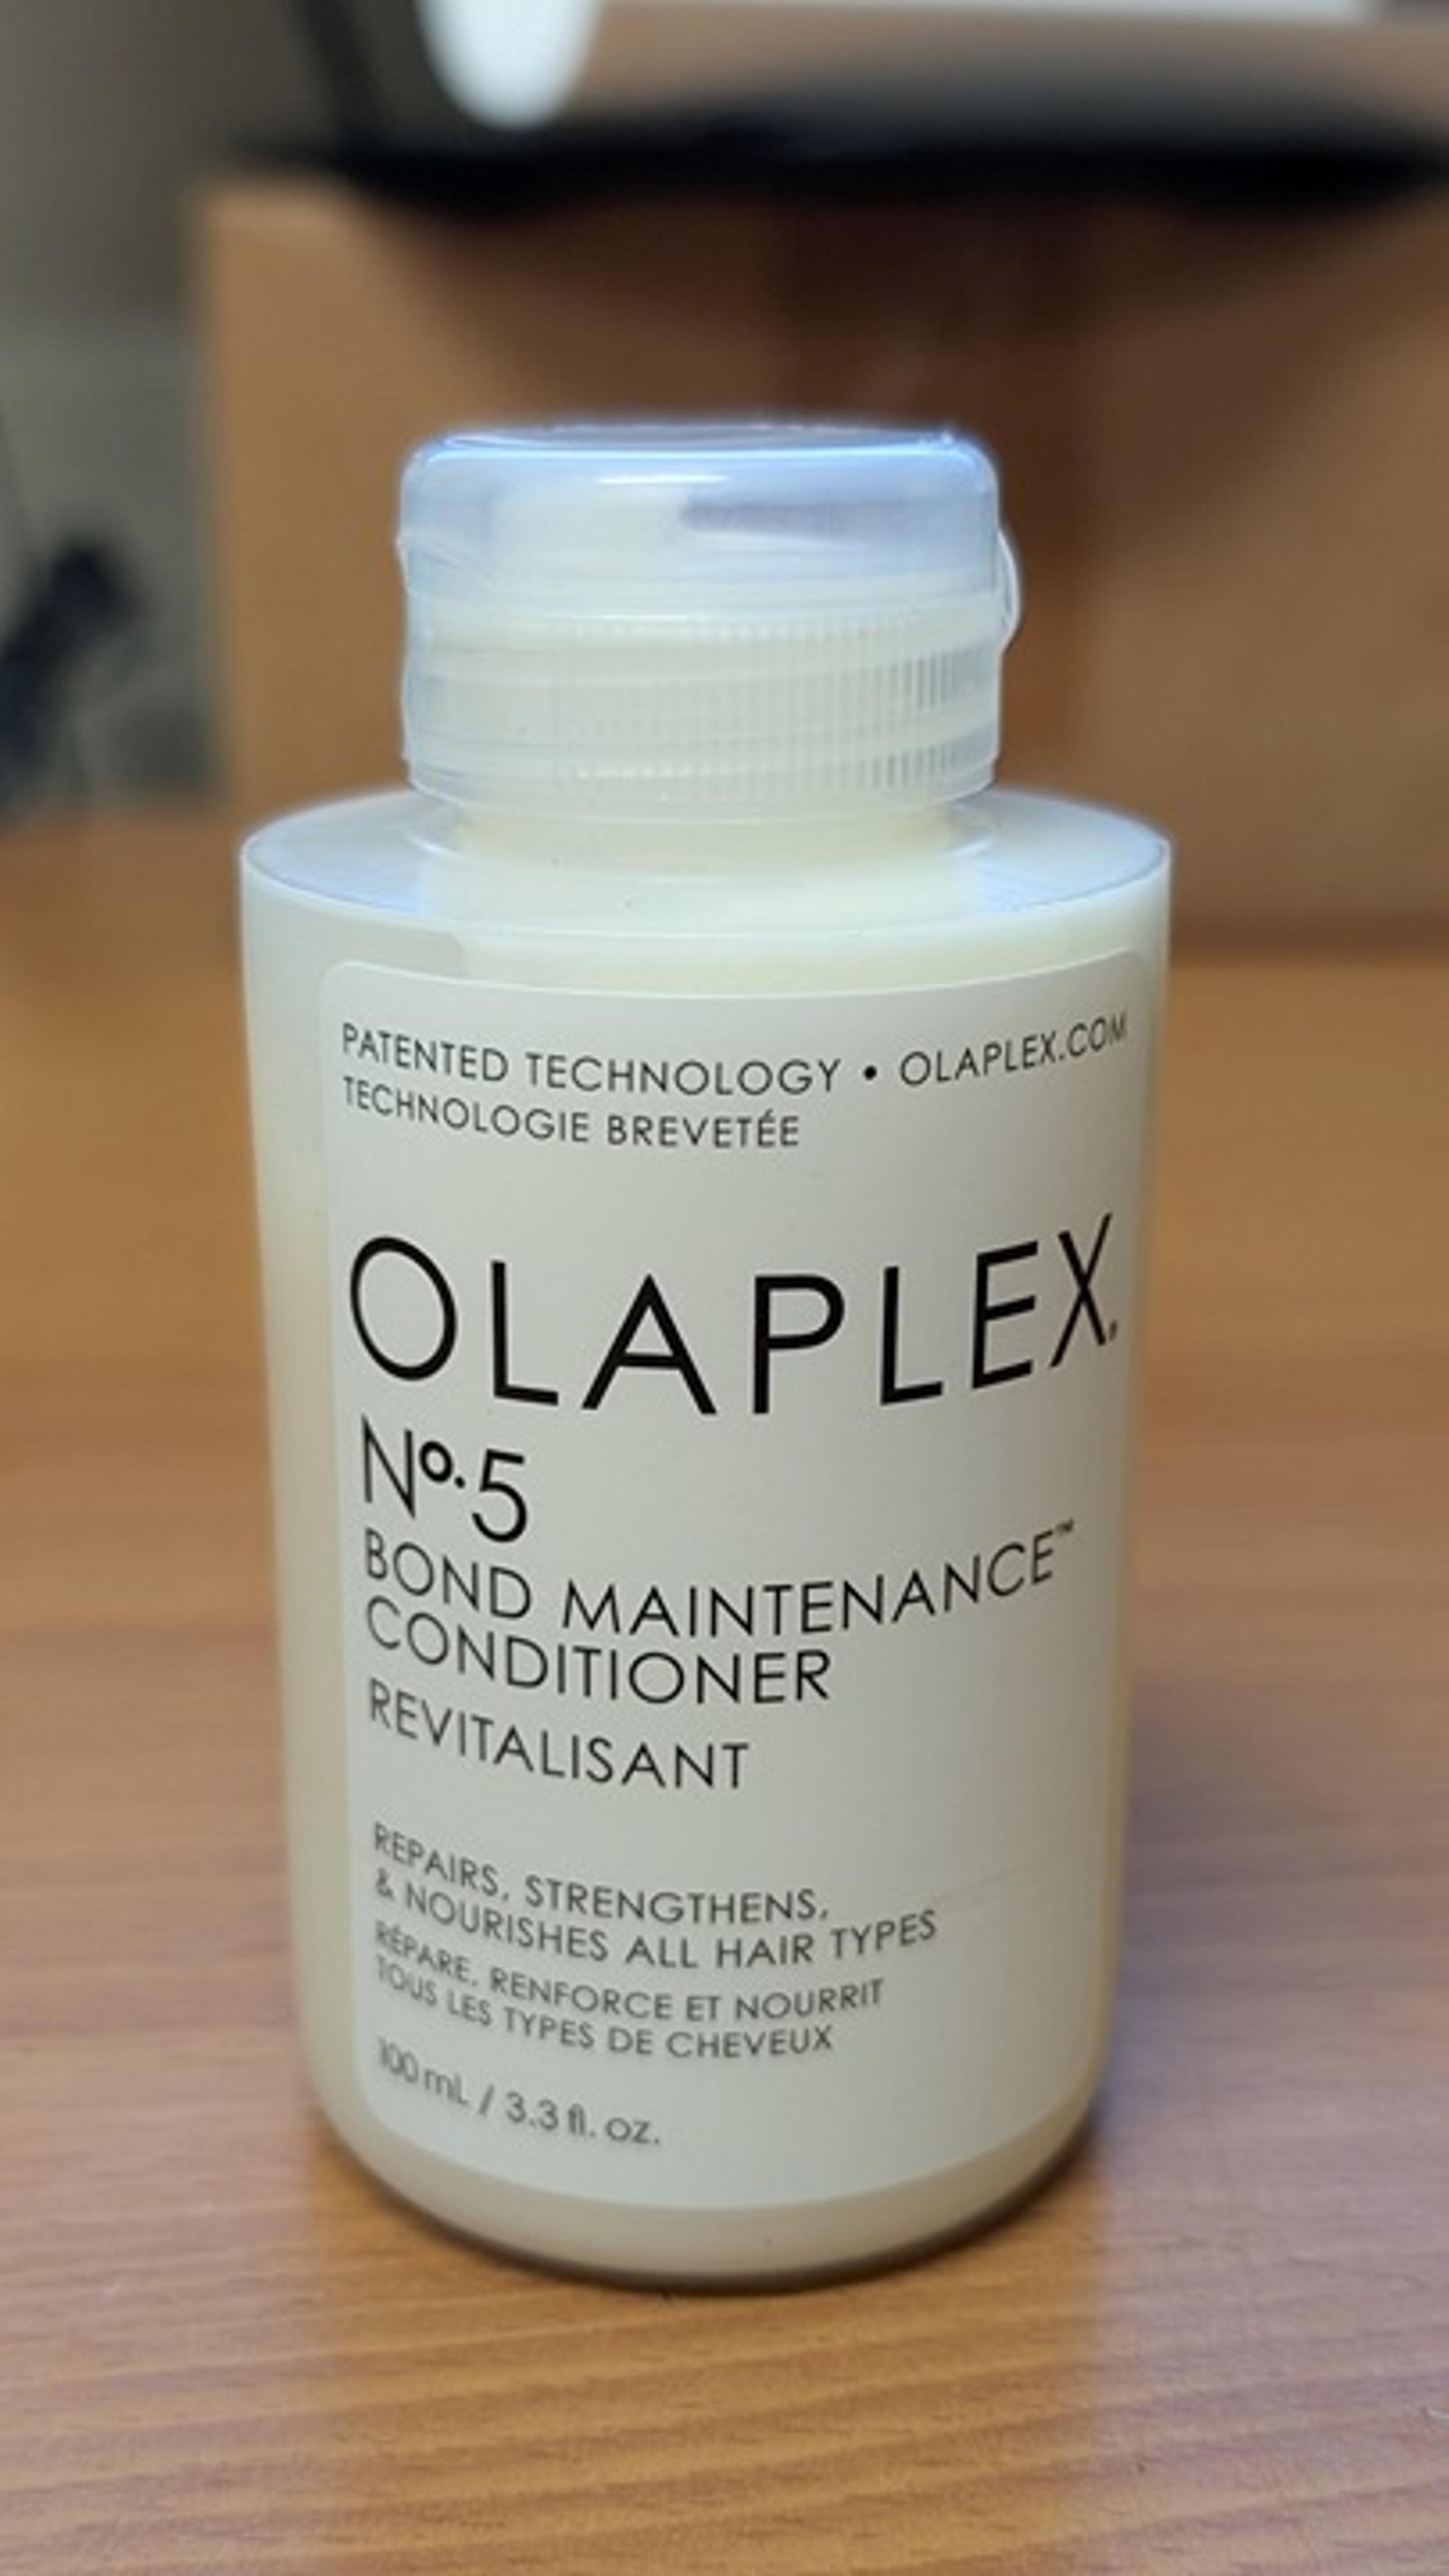 PATENTED TECHNOLOGY • OLAPLEX.COM
TECHNOLOGIE BREVETÉE
OLAPLEX®
Nº.5
BOND MAINTENANCE™
CONDITIONER
REVITALISANT
REPAIRS, STRENGTHENS,
& NOURISHES ALL HAIR TYPES
RÉPARE, RENFORCE ET NOURRIT
TOUS LES TYPES DE CHEVEUX
100 mL / 3.3 fl. oz.